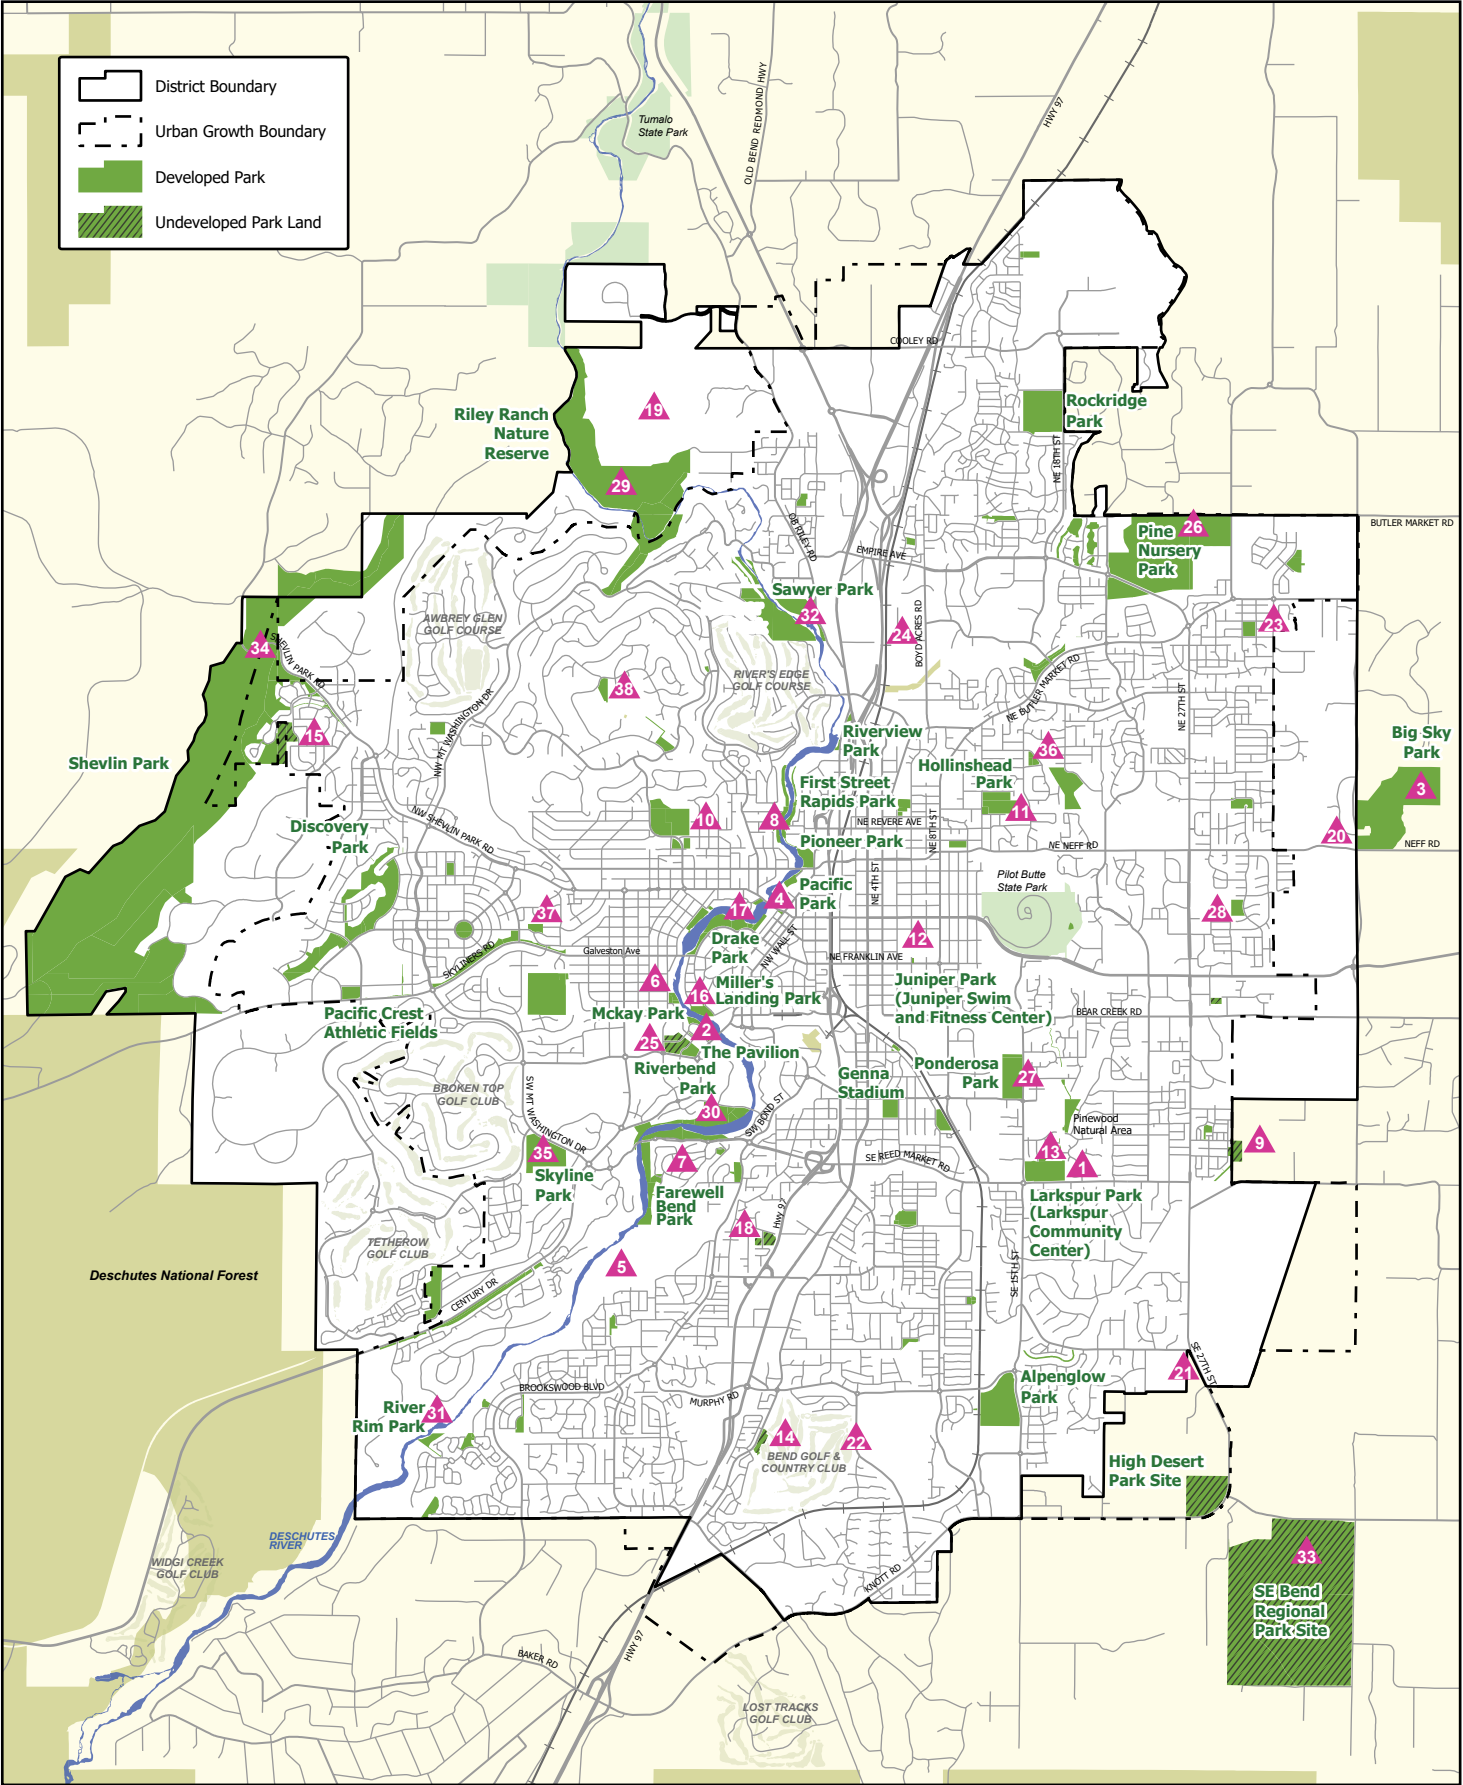 District Boundary
Urban Growth Boundary
Developed Park
Undeveloped Park Land
Tumalo
State Park
OLD BEND REDMOND HWY
HWY 97
COOLEY RD
19
Riley Ranch
Nature
Reserve
29
Rockridge
Park
NE 18TH ST
BUTLER MARKET RD
26
Pine
Nursery
Park
OB RILEY RD
EMPIRE AVE
Sawyer Park
32
BOYD ACRES RD
24
23
AWBREY GLEN
GOLF COURSE
34
SHEVLIN PARK RD
RIVER'S EDGE
GOLF COURSE
38
NE BUTLER MARKET RD
NE 27TH ST
NW MT WASHINGTON DR
15
Shevlin Park
Riverview
Park
36
Big Sky
Park
3
Hollinshead
Park
11
First Street
Rapids Park
8
10
NE REVERE AVE
NE 8TH ST
20
NEFF RD
NE NEFF RD
NW SHEVLIN PARK RD
Discovery
Park
Pioneer Park
Pilot Butte
State Park
NE 4TH ST
Pacific
Park
4
17
37
28
12
Drake
Park
NW WALL ST
NE FRANKLIN AVE
Galveston Ave
SKYLINERS RD
6
16
Miller's
Landing Park
Juniper Park
(Juniper Swim
and Fitness Center)
BEAR CREEK RD
Pacific Crest
Athletic Fields
Mckay Park
2
25
The Pavilion
Riverbend
Park
30
Genna
Stadium
Ponderosa
Park
27
BROKEN TOP
GOLF CLUB
SW MT WASHINGTON DR
SW BOND ST
Pinewood
Natural Area
9
13
1
SE REED MARKET RD
35
Skyline
Park
7
Farewell
Bend
Park
Larkspur Park
(Larkspur
Community
Center)
18
Hwy 97
TETHEROW
GOLF CLUB
5
Deschutes National Forest
CENTURY DR
SE 15TH ST
SE 27TH ST
21
Alpenglow
Park
BROOKSWOOD BLVD
MURPHY RD
River
Rim Park
31
14
22
BEND GOLF &
COUNTRY CLUB
High Desert
Park Site
DESCHUTES
RIVER
WIDGI CREEK
GOLF CLUB
33
SE Bend
Regional
Park Site
KNOTT RD
HWY 97
BAKER RD
LOST TRACKS
GOLF CLUB